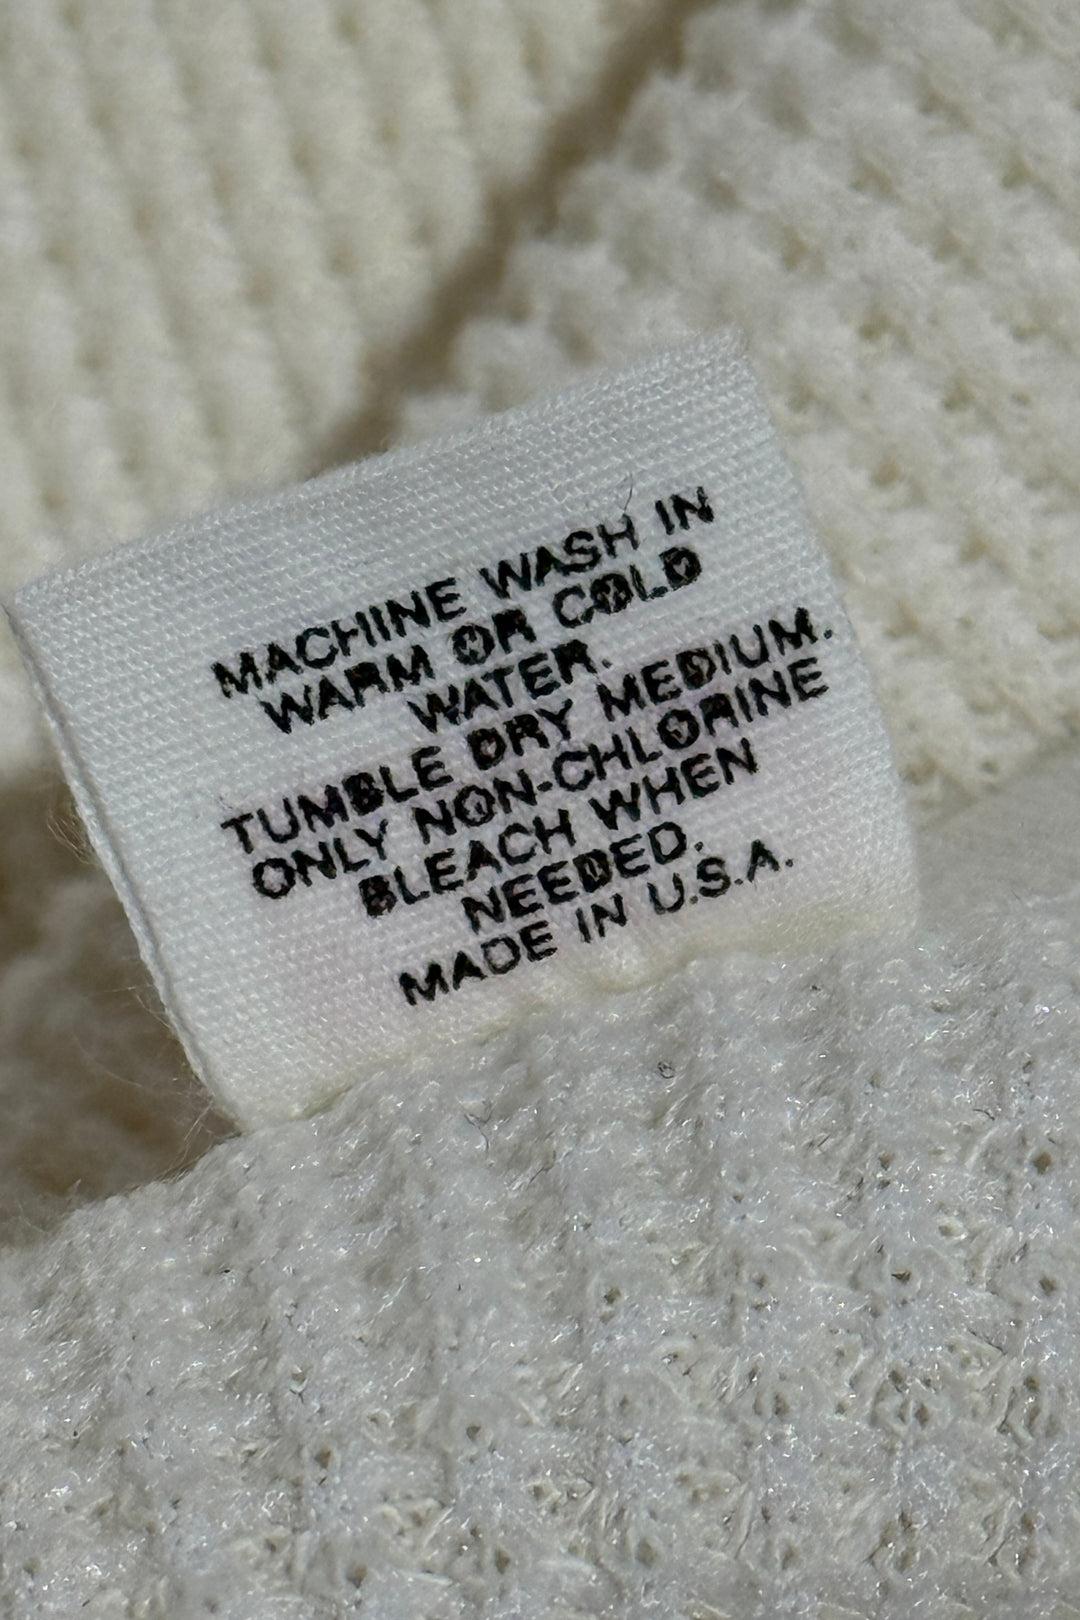 MACHINE WASH IN
WARM OR COLD
WATER.
TUMBLE DRY MEDIUM.
ONLY NON-CHLORINE
BLEACH WHEN
NEEDED.
MADE IN U.S.A.